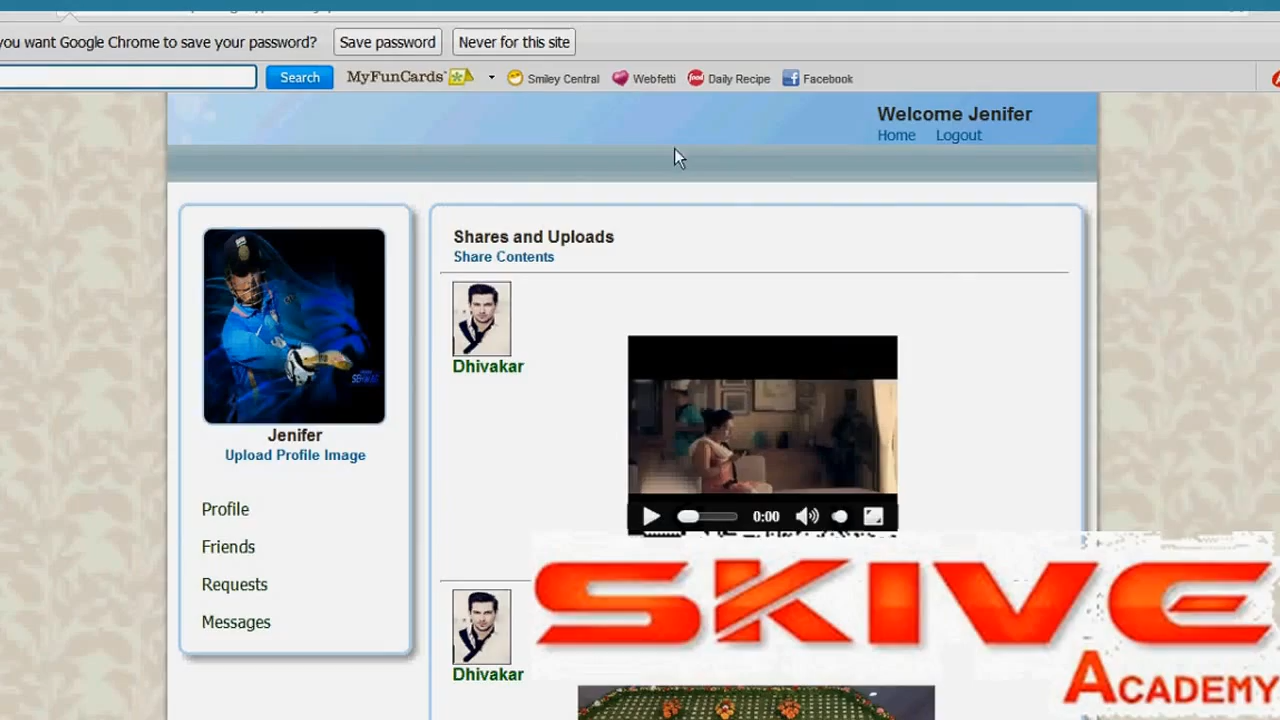 you want Google Chrome to save your password? Save password Never for this site
Search MyFunCards Smiley Central Webfetti Daily Recipe Facebook
Welcome Jenifer
Home Logout
Shares and Uploads
Share Contents
Dhivakar
SEHWAG
Jenifer
Upload Profile Image
0:00
Profile
Friends
Requests
Messages
Dhivakar
SKIVE
ACADEMY